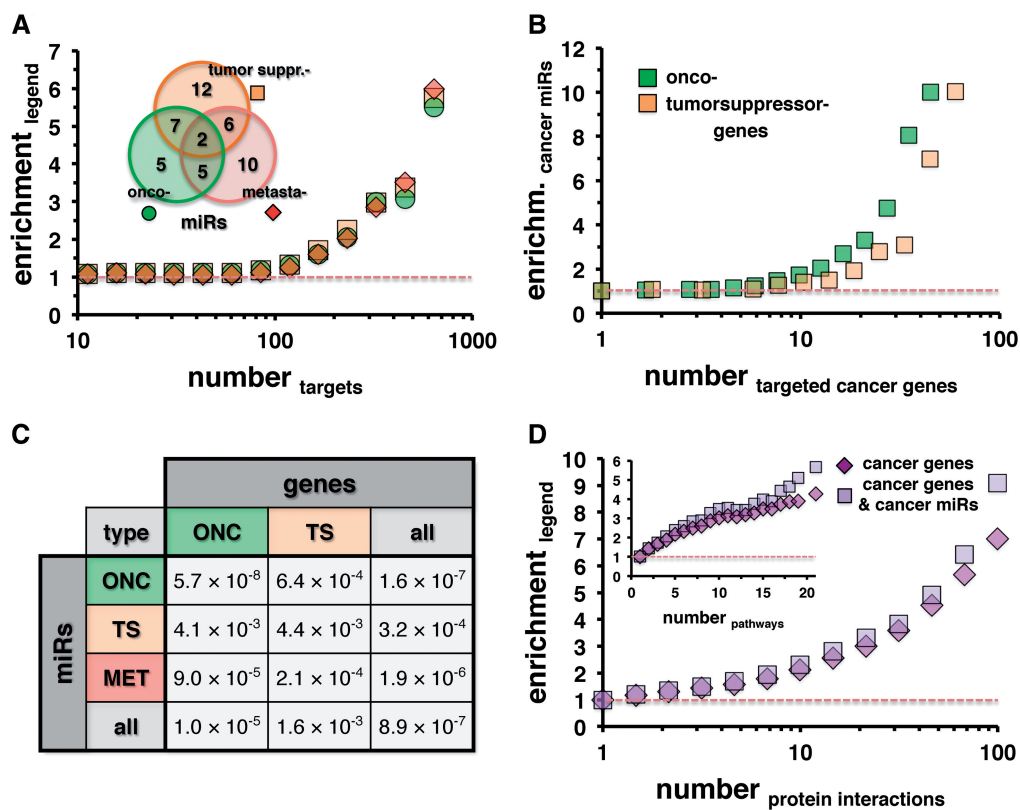 A
enrichment legend
7
6
5
4
3
2
1
0
10
100
1000
number targets
tumor suppr.-
12
7
6
2
5
5
10
onco-
metasta-
miRs
B
enrichm. cancer miRs
12
10
8
6
4
2
0
1
10
100
number targeted cancer genes
onco-
tumorsuppressor-
genes
C
genes
type ONC TS all
miRs
ONC 5.7 × 10⁻⁸ 6.4 × 10⁻⁴ 1.6 × 10⁻⁷
TS 4.1 × 10⁻³ 4.4 × 10⁻³ 3.2 × 10⁻⁴
MET 9.0 × 10⁻⁵ 2.1 × 10⁻⁴ 1.9 × 10⁻⁶
all 1.0 × 10⁻⁵ 1.6 × 10⁻³ 8.9 × 10⁻⁷
D
enrichment legend
10
9
8
7
6
5
4
3
2
1
0
1
10
100
number protein interactions
6
5
4
3
2
1
0
0 5 10 15 20
number pathways
cancer genes
cancer genes
& cancer miRs